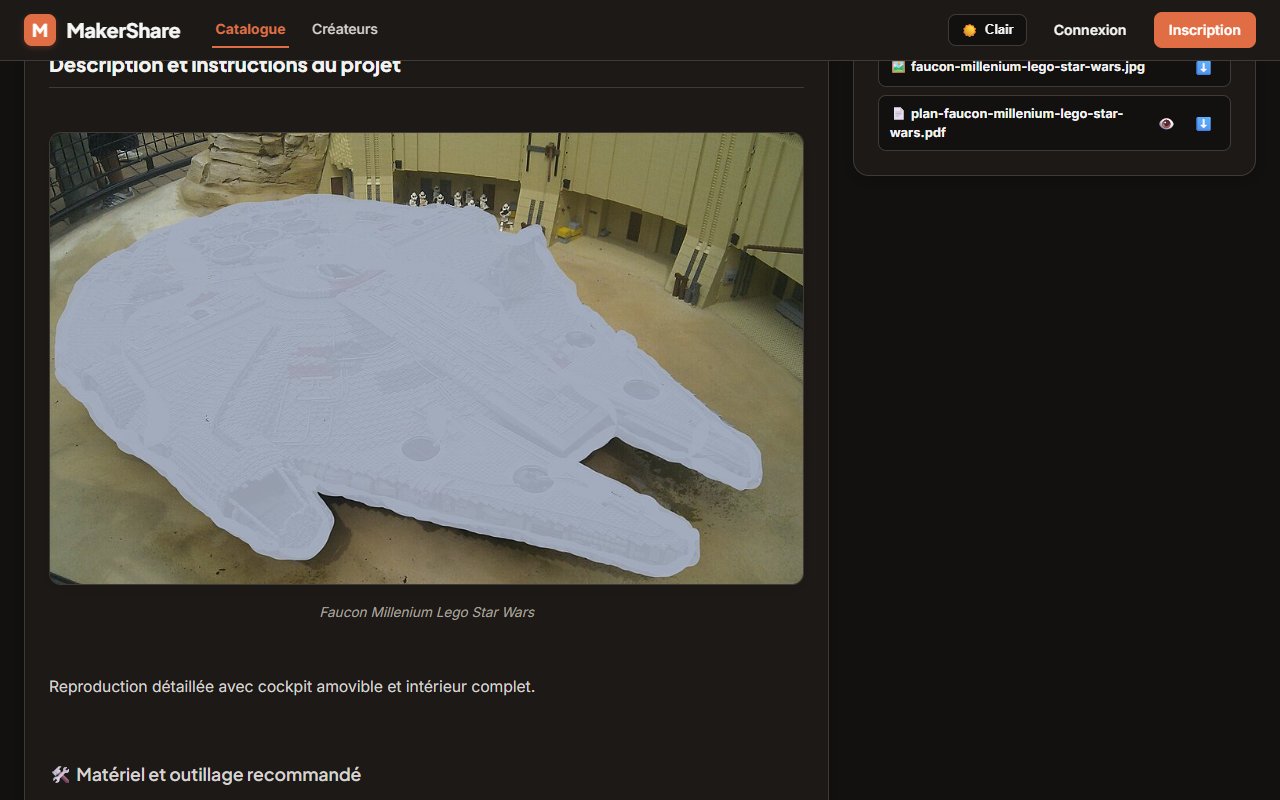 M MakerShare Catalogue Créateurs Clair Connexion Inscription
Description et instructions du projet
faucon-millenium-lego-star-wars.jpg
plan-faucon-millenium-lego-star-
wars.pdf
Faucon Millenium Lego Star Wars
Reproduction détaillée avec cockpit amovible et intérieur complet.
Matériel et outillage recommandé